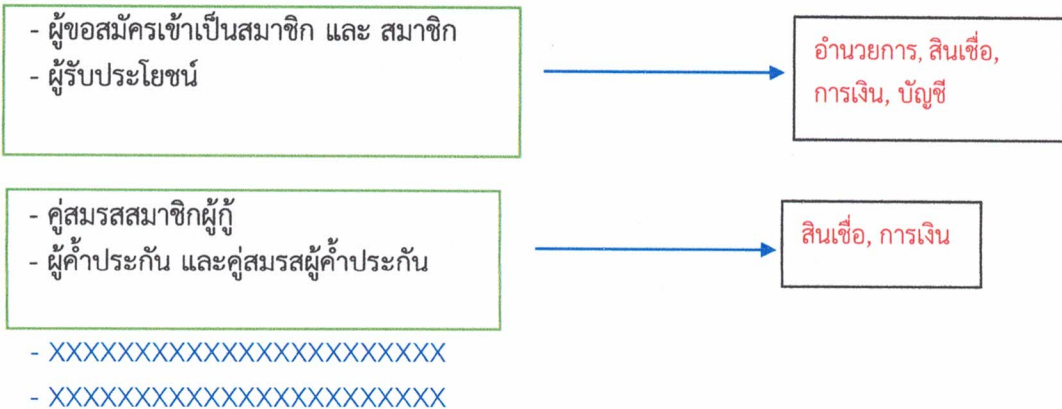 - ผู้ขอสมัครเข้าเป็นสมาชิก และ สมาชิก
- ผู้รับประโยชน์
อำนวยการ, สินเชื่อ,
การเงิน, บัญชี
- คู่สมรสสมาชิกผู้กู้
- ผู้ค้ำประกัน และคู่สมรสผู้ค้ำประกัน
สินเชื่อ, การเงิน
- XXXXXXXXXXXXXXXXXXXXXXX
- XXXXXXXXXXXXXXXXXXXXXXX